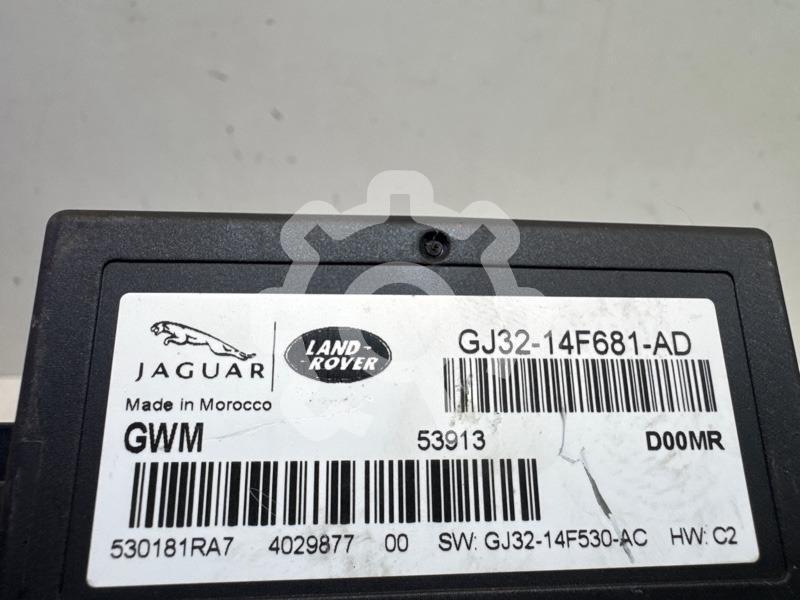 JAGUAR
LAND-
-ROVER
GJ32-14F681-AD
Made in Morocco
GWM 53913 D00MR
530181RA7 4029877 00 SW: GJ32-14F530-AC HW: C2